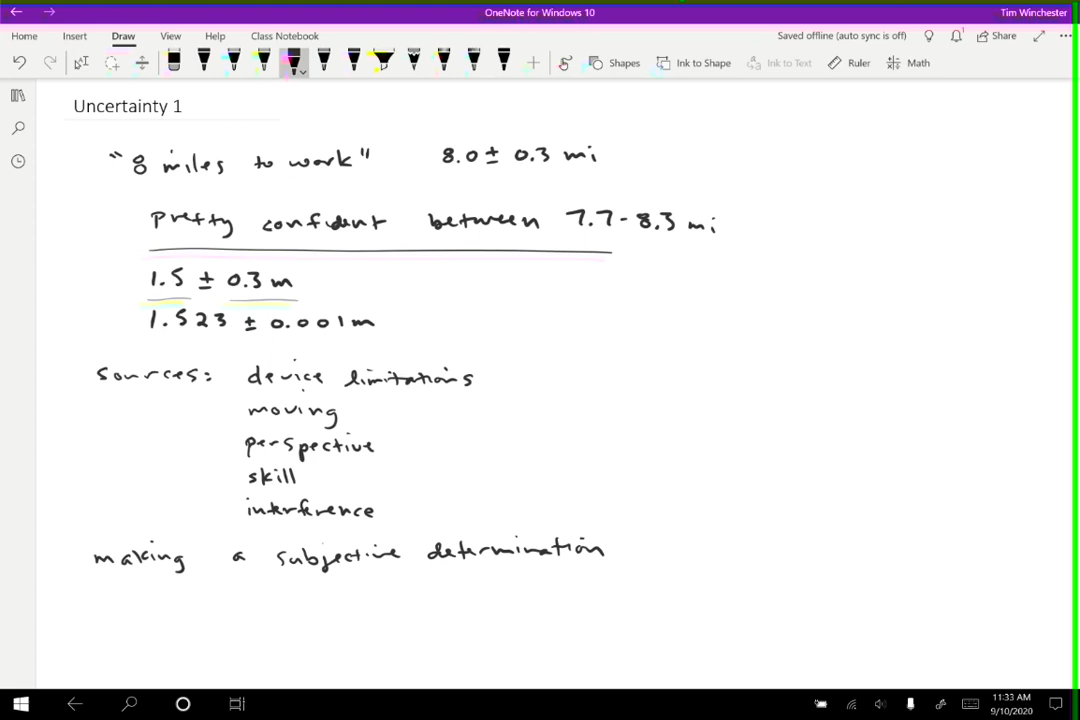 OneNote for Windows 10
Tim Winchester
Home Insert Draw View Help Class Notebook
Saved offline (auto sync is off)
Share
Shapes Ink to Shape Ink to Text Ruler Math
Uncertainty 1
"8 miles to work" 8.0 ± 0.3 mi
Pretty confident between 7.7-8.3 mi
1.5 ± 0.3 m
1.523 ± 0.001 m
sources: device limitations
moving
perspective
skill
interference
making a subjective determination
11:33 AM
9/10/2020